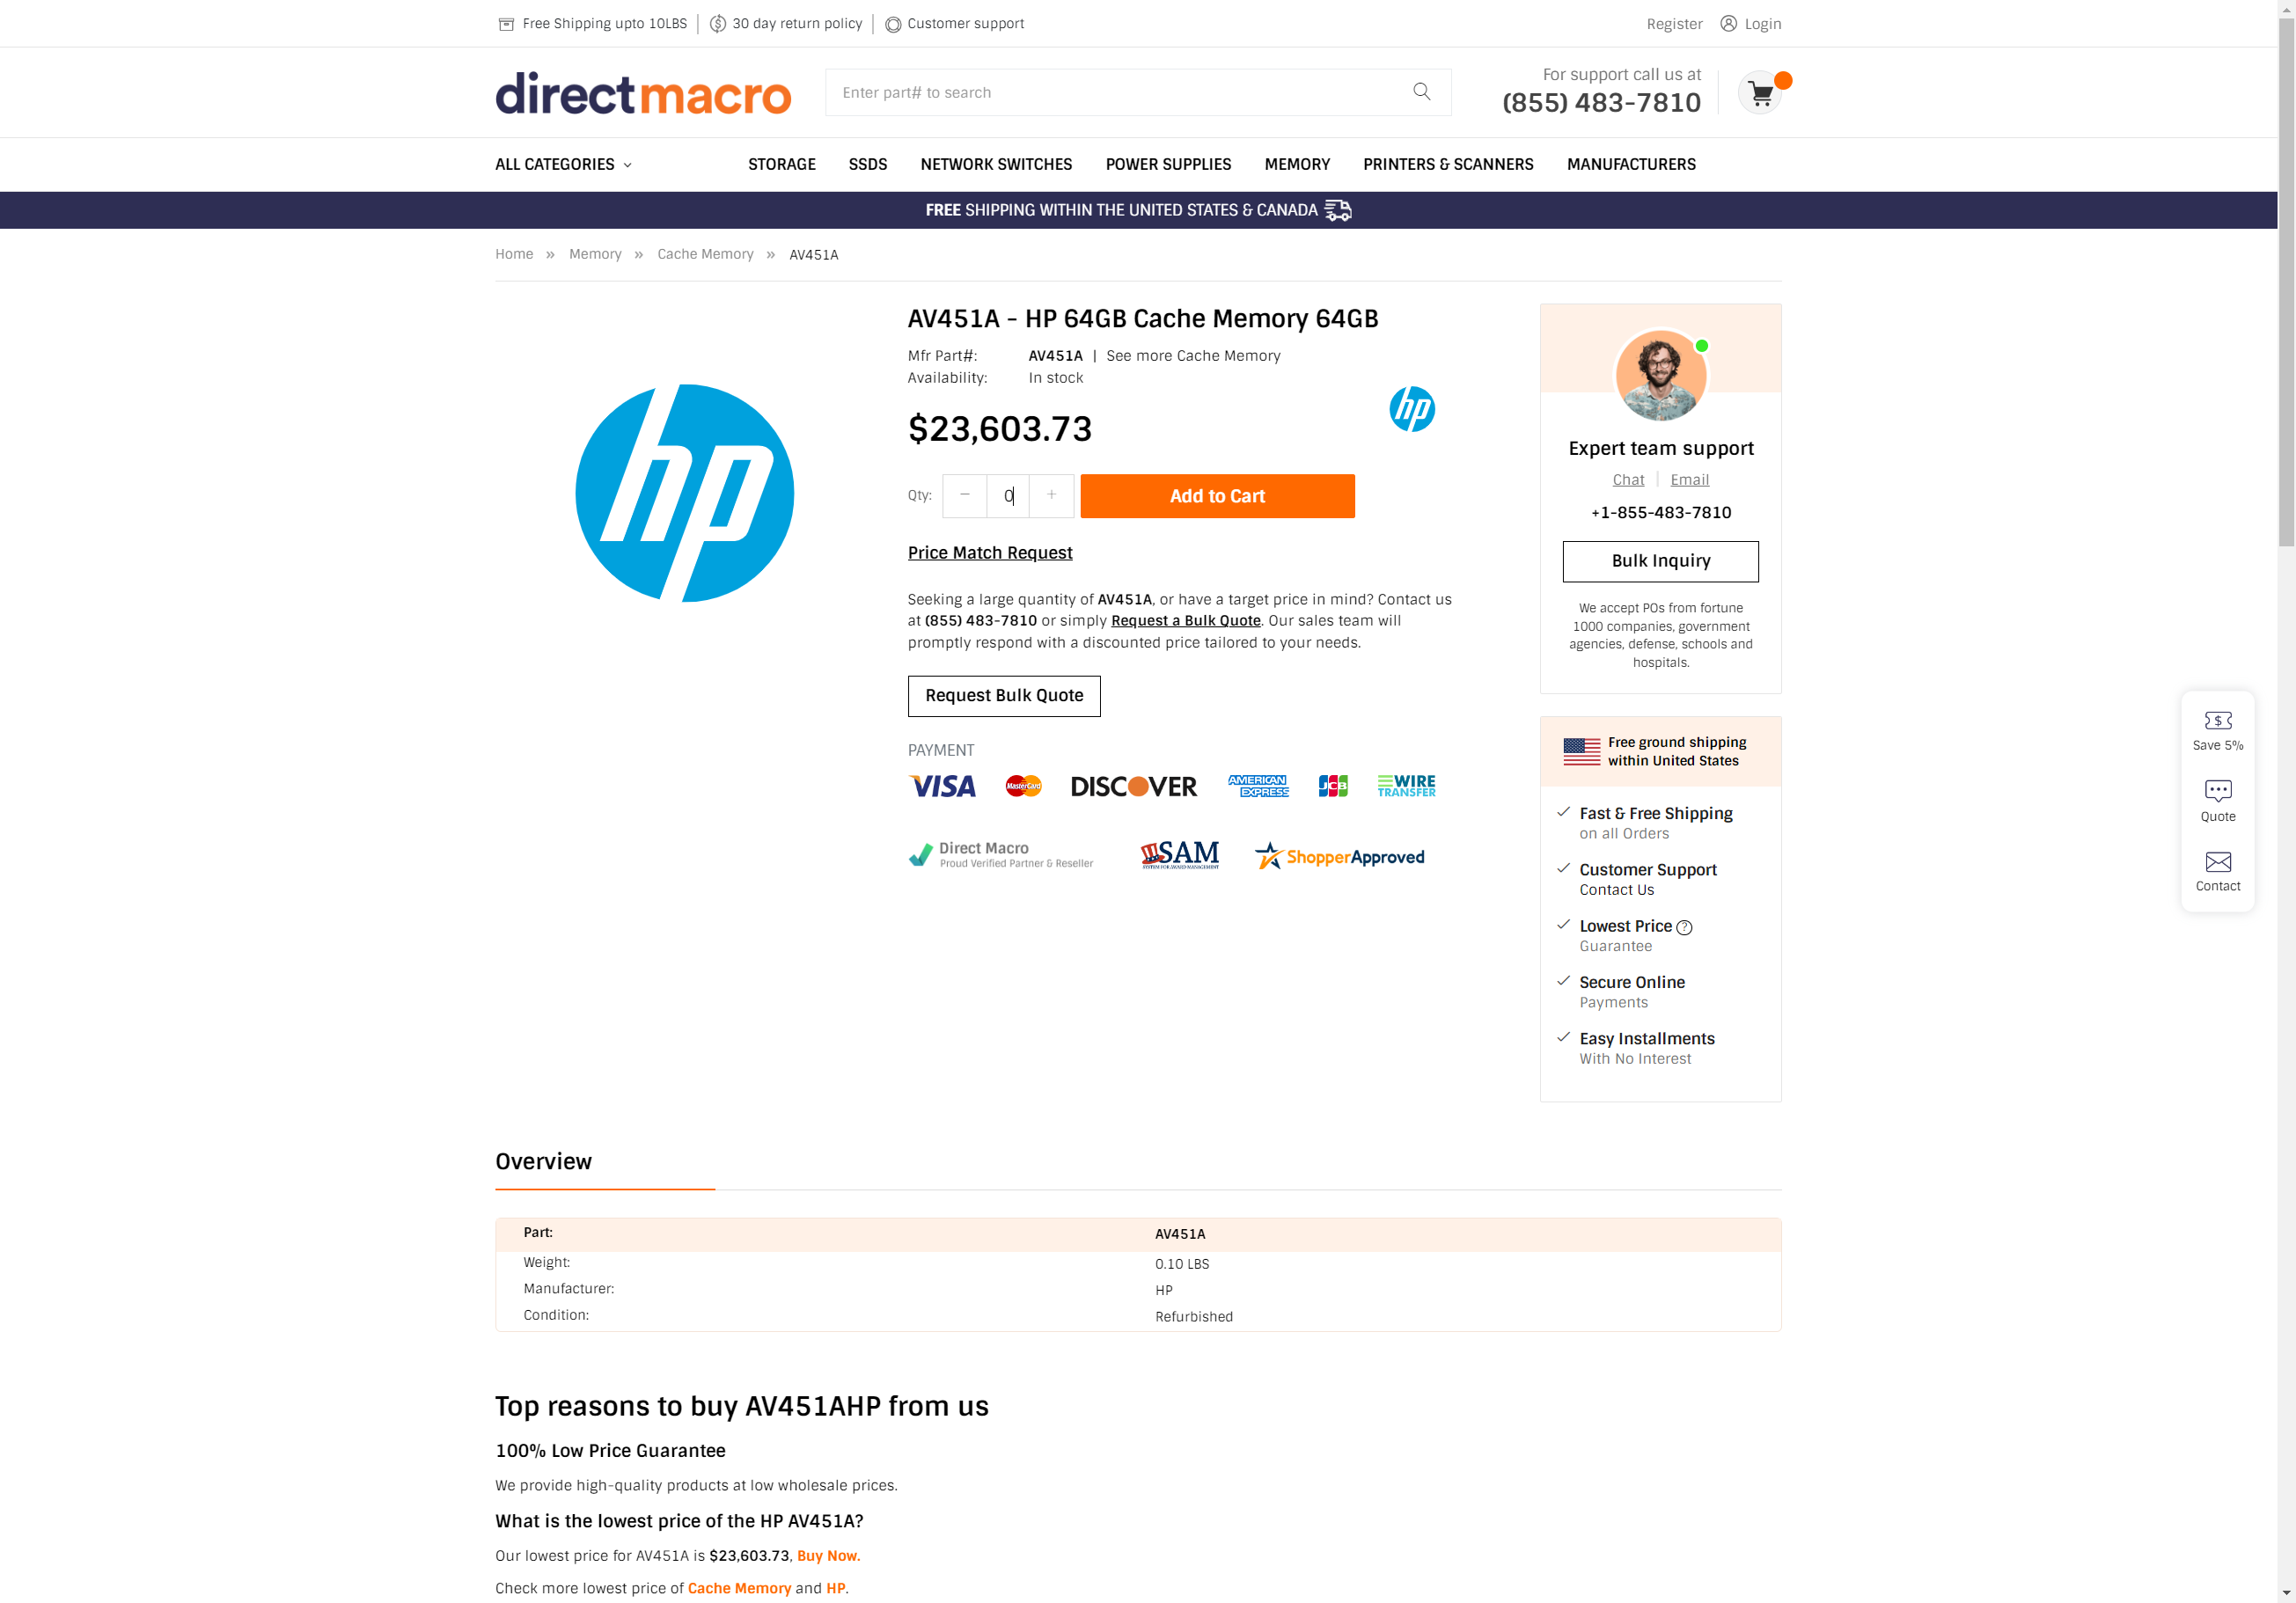 Free Shipping upto 10LBS
30 day return policy
Customer support
Register
Login
directmacro
Enter part# to search
For support call us at
(855) 483-7810
ALL CATEGORIES
STORAGE
SSDS
NETWORK SWITCHES
POWER SUPPLIES
MEMORY
PRINTERS & SCANNERS
MANUFACTURERS
FREE SHIPPING WITHIN THE UNITED STATES & CANADA
Home » Memory » Cache Memory » AV451A
hp
AV451A - HP 64GB Cache Memory 64GB
Mfr Part#: AV451A | See more Cache Memory
Availability: In stock
$23,603.73
hp
Qty: − 0 +
Add to Cart
Price Match Request
Seeking a large quantity of AV451A, or have a target price in mind? Contact us
at (855) 483-7810 or simply Request a Bulk Quote. Our sales team will
promptly respond with a discounted price tailored to your needs.
Request Bulk Quote
PAYMENT
VISA
MasterCard
DISCOVER
AMERICAN
EXPRESS
JCB
WIRE
TRANSFER
Direct Macro
Proud Verified Partner & Reseller
SAM
SYSTEM FOR AWARD MANAGEMENT
ShopperApproved
Expert team support
Chat | Email
+1-855-483-7810
Bulk Inquiry
We accept POs from fortune
1000 companies, government
agencies, defense, schools and
hospitals.
Free ground shipping
within United States
Fast & Free Shipping
on all Orders
Customer Support
Contact Us
Lowest Price ?
Guarantee
Secure Online
Payments
Easy Installments
With No Interest
$
Save 5%
Quote
Contact
Overview
Part: AV451A
Weight: 0.10 LBS
Manufacturer: HP
Condition: Refurbished
Top reasons to buy AV451AHP from us
100% Low Price Guarantee
We provide high-quality products at low wholesale prices.
What is the lowest price of the HP AV451A?
Our lowest price for AV451A is $23,603.73, Buy Now.
Check more lowest price of Cache Memory and HP.